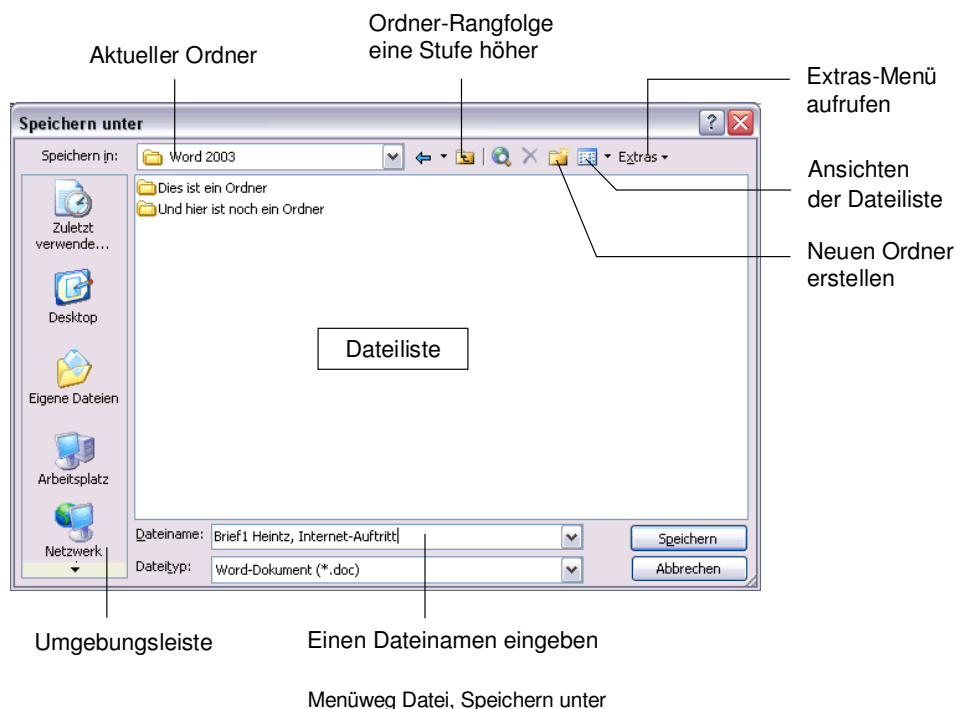 Ordner-Rangfolge
eine Stufe höher
Aktueller Ordner
Extras-Menü
aufrufen
Speichern unter
Speichern in:
Word 2003
Extras
Ansichten
der Dateiliste
Dies ist ein Ordner
Und hier ist noch ein Ordner
Zuletzt
verwende...
Neuen Ordner
erstellen
Desktop
Dateiliste
Eigene Dateien
Arbeitsplatz
Netzwerk
Dateiname:
Brief1 Heintz, Internet-Auftritt
Speichern
Dateityp:
Word-Dokument (*.doc)
Abbrechen
Umgebungsleiste
Einen Dateinamen eingeben
Menüweg Datei, Speichern unter